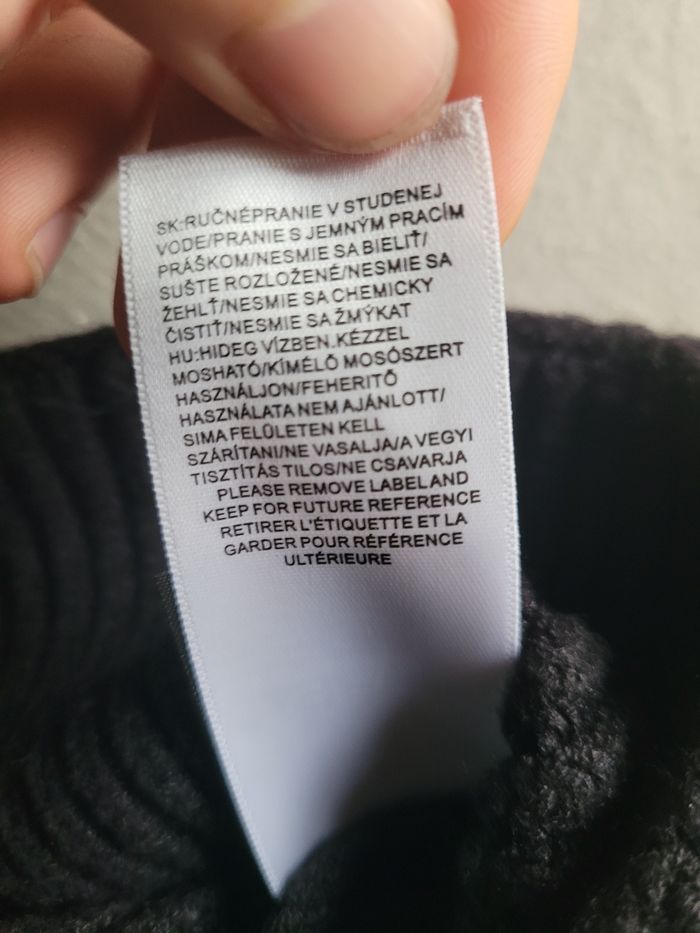 SK:RUČNÉPRANIE V STUDENEJ
VODE/PRANIE S JEMNÝM PRACÍM
PRÁŠKOM/NESMIE SA BIELIŤ/
SUŠTE ROZLOŽENÉ/NESMIE SA
ŽEHLŤ/NESMIE SA CHEMICKY
ČISTIŤ/NESMIE SA ŽMÝKAT
HU:HIDEG VÍZBEN.KÉZZEL
MOSHATÓ/KÍMÉLŐ MOSÓSZERT
HASZNÁLJON/FEHERITŐ
HASZNÁLATA NEM AJÁNLOTT/
SIMA FELÜLETEN KELL
SZÁRÍTANI/NE VASALJA/A VEGYI
TISZTÍTÁS TILOS/NE CSAVARJA
PLEASE REMOVE LABEL AND
KEEP FOR FUTURE REFERENCE
RETIRER L'ÉTIQUETTE ET LA
GARDER POUR RÉFÉRENCE
ULTÉRIEURE